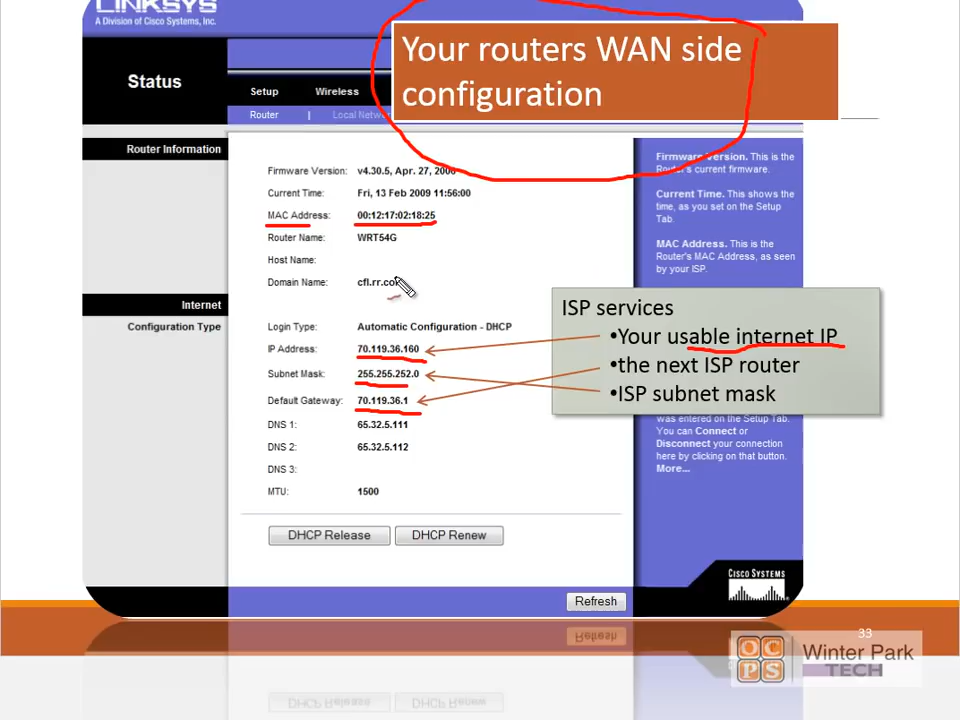 LINKSYS
A Division of Cisco Systems, Inc.
Your routers WAN side
configuration
Status
Setup
Wireless
Router
|
Local Netwo
Router Information
Firmware Version:
v4.30.5, Apr. 27, 2006
Current Time:
Fri, 13 Feb 2009 11:56:00
MAC Address:
00:12:17:02:18:25
Router Name:
WRT54G
Host Name:
Domain Name:
cfl.rr.co
Internet
Configuration Type
Login Type:
Automatic Configuration - DHCP
IP Address:
70.119.36.160
Subnet Mask:
255.255.252.0
Default Gateway:
70.119.36.1
DNS 1:
65.32.5.111
DNS 2:
65.32.5.112
DNS 3:
MTU:
1500
DHCP Release
DHCP Renew
Firmware Version. This is the
Router's current firmware.
Current Time. This shows the
time, as you set on the Setup
Tab.
MAC Address. This is the
Router's MAC Address, as seen
by your ISP.
ISP services
•Your usable internet IP
•the next ISP router
•ISP subnet mask
was entered on the Setup Tab.
You can Connect or
Disconnect your connection
here by clicking on that button.
More...
CISCO SYSTEMS
Refresh
33
OCPS
Winter Park
TECH